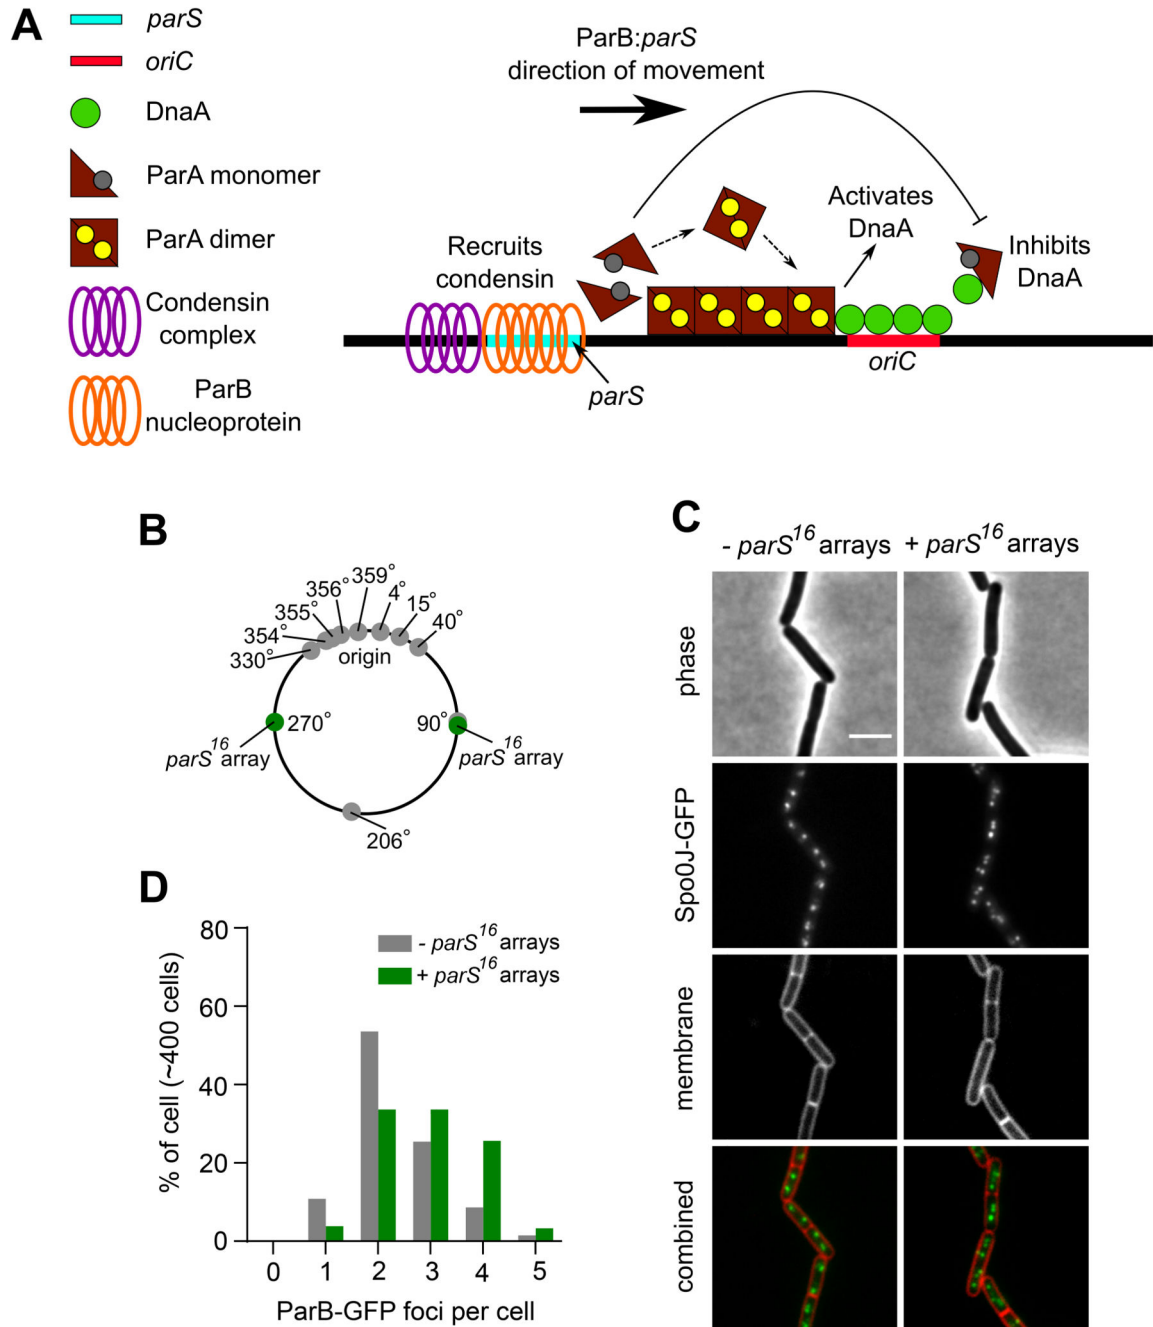 A
parS
oriC
DnaA
ParA monomer
ParA dimer
Condensin
complex
ParB
nucleoprotein
ParB:parS
direction of movement
Recruits
condensin
Activates
DnaA
Inhibits
DnaA
parS
oriC
B
330°
354°
355°
356°
359°
4°
15°
40°
origin
270°
90°
parS16
array
parS16
array
206°
C
- parS16 arrays
+ parS16 arrays
phase
Spo0J-GFP
membrane
combined
D
- parS16 arrays
+ parS16 arrays
% of cell (~400 cells)
80
60
40
20
0
0 1 2 3 4 5
ParB-GFP foci per cell